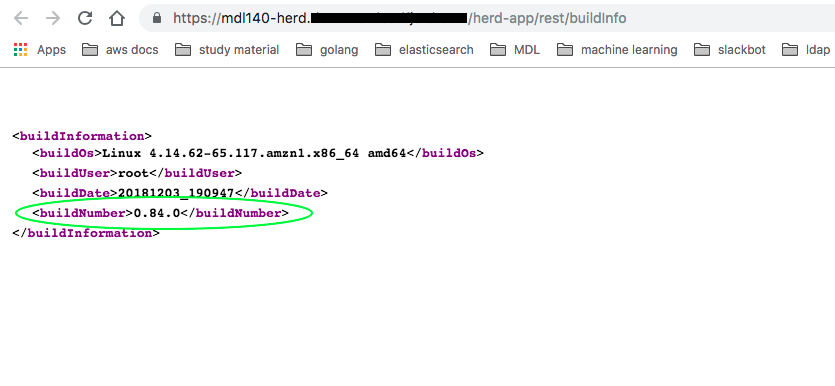 https://mdl140-herd. /herd-app/rest/buildInfo
Apps aws docs study material golang elasticsearch MDL machine learning slackbot ldap
<buildInformation>
<buildOs>Linux 4.14.62-65.117.amzn1.x86_64 amd64</buildOs>
<buildUser>root</buildUser>
<buildDate>20181203_190947</buildDate>
<buildNumber>0.84.0</buildNumber>
</buildInformation>